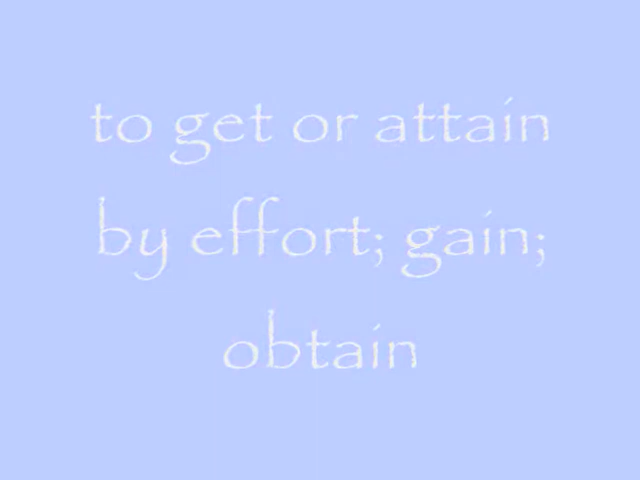 to get or attain
by effort; gain;
obtain